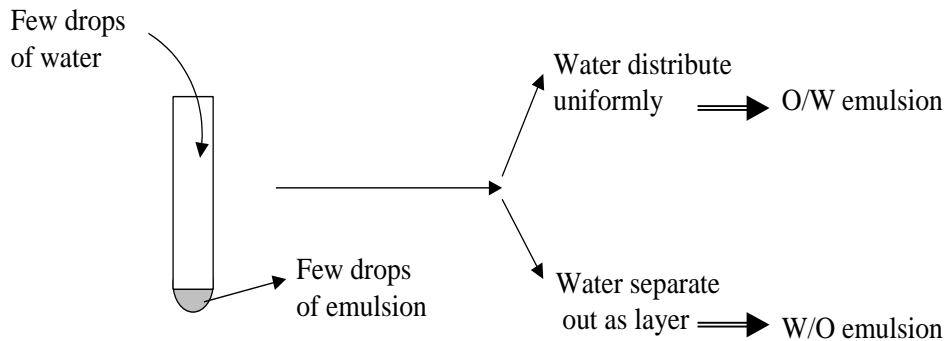 Few drops
of water
Water distribute
uniformly
O/W emulsion
Few drops
of emulsion
Water separate
out as layer
W/O emulsion